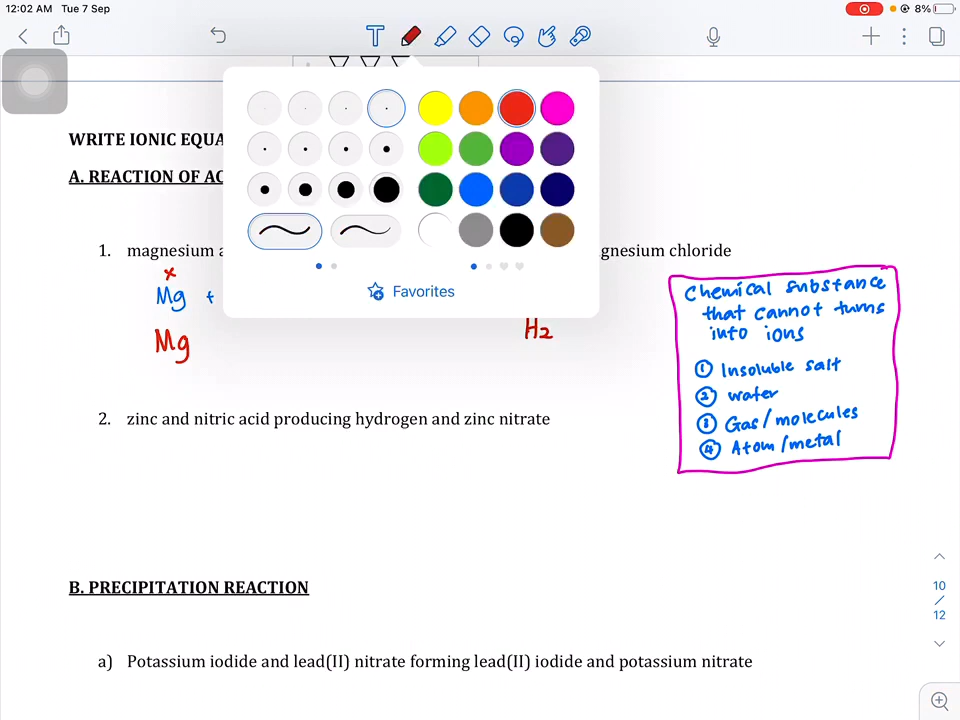 12:02 AM Tue 7 Sep
8%
T
WRITE IONIC EQUA
A. REACTION OF AC
1. magnesium a gnesium chloride
x
Mg +
Mg
H2
Favorites
Chemical substance
that cannot turns
into ions
① Insoluble salt
② water
③ Gas/molecules
④ Atom/metal
2. zinc and nitric acid producing hydrogen and zinc nitrate
B. PRECIPITATION REACTION
10
/
12
a) Potassium iodide and lead(II) nitrate forming lead(II) iodide and potassium nitrate